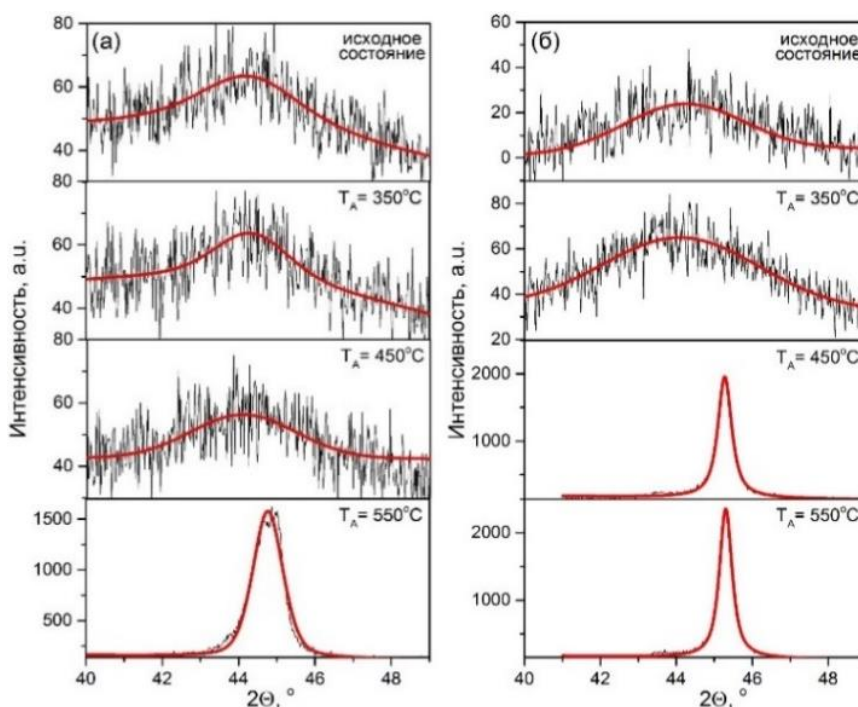 (а)
исходное
состояние
80
60
40
80
T_A = 350°C
60
40
80
T_A = 450°C
60
40
T_A = 550°C
1500
1000
500
40 42 44 46 48
2Θ, °
Интенсивность, a.u.
(б)
исходное
состояние
60
40
20
0
80
T_A = 350°C
60
40
20
T_A = 450°C
2000
1000
T_A = 550°C
2000
1000
40 42 44 46 48
2Θ, °
Интенсивность, a.u.